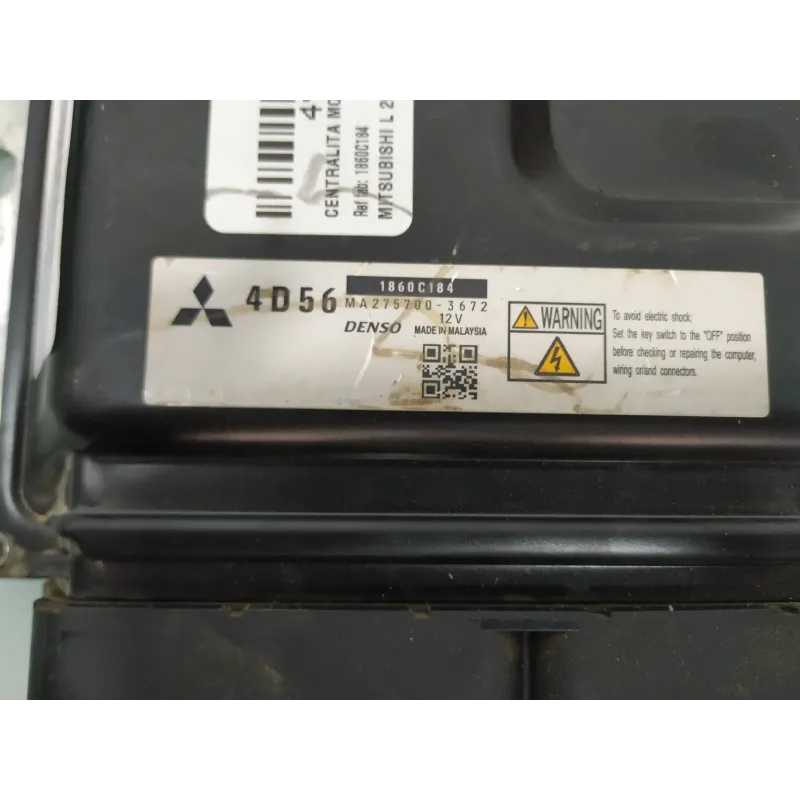 CENTRALITA MO
Ref fab: 1860C184
MITSUBISHI L 2
4D56
1860C184
MA275700-3672
12V
DENSO MADE IN MALAYSIA
WARNING
To avoid electric shock;
Set the key switch to the "OFF" position
before checking or repairing the computer,
wiring or/and connectors.